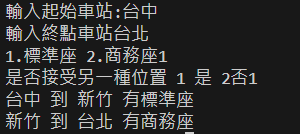 輸入起始車站:台中
輸入終點車站台北
1.標準座 2.商務座1
是否接受另一種位置 1 是 2否1
台中 到 新竹 有標準座
新竹 到 台北 有商務座